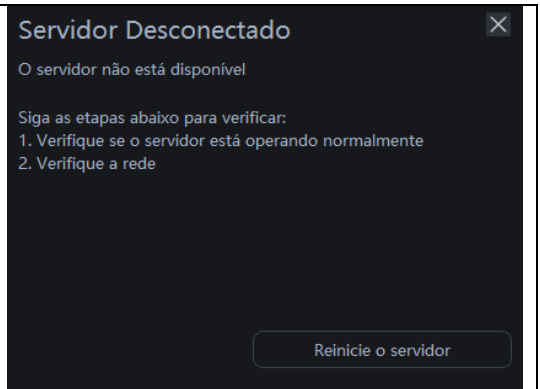 Servidor Desconectado
O servidor não está disponível
Siga as etapas abaixo para verificar:
1. Verifique se o servidor está operando normalmente
2. Verifique a rede
Reinicie o servidor